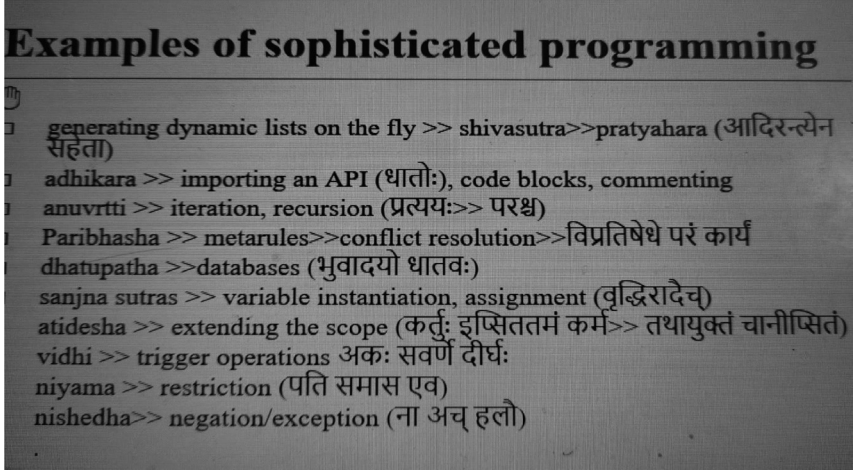 Examples of sophisticated programming
generating dynamic lists on the fly >> shivasutra>>pratyahara (आदिरन्त्येन
सहेता)
adhikara >> importing an API (धातोः), code blocks, commenting
anuvrtti >> iteration, recursion (प्रत्ययः>> परश्च)
Paribhasha >> metarules>>conflict resolution>>विप्रतिषेधे परं कार्यं
dhatupatha >>databases (भुवादयो धातवः)
sanjna sutras >> variable instantiation, assignment (वृद्धिरादैच्)
atidesha >> extending the scope (कर्तुः इप्सिततमं कर्म>> तथायुक्तं चानीप्सितं)
vidhi >> trigger operations अकः सवर्णे दीर्घः
niyama >> restriction (पति समास एव)
nishedha>> negation/exception (ना अच् हलौ)